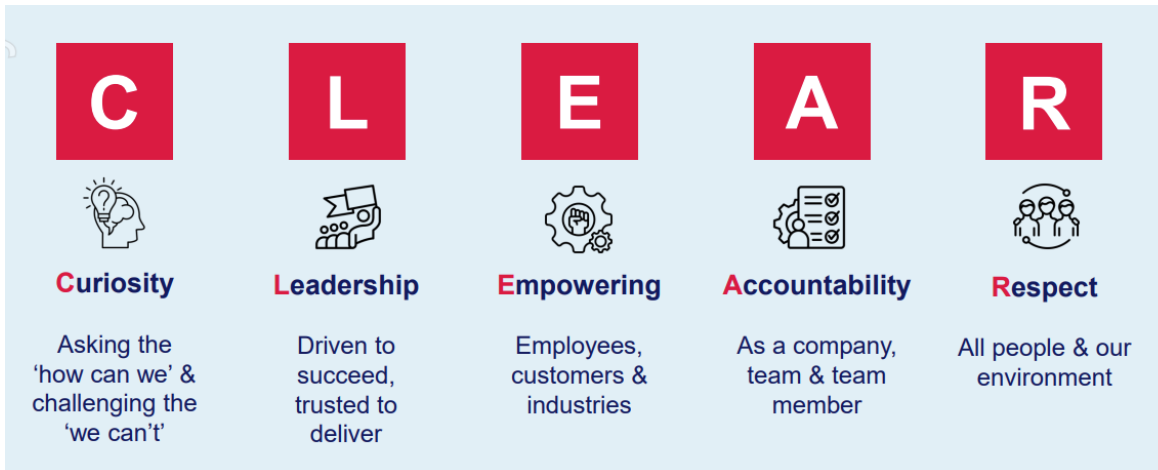 C L E A R
Curiosity
Asking the
‘how can we’ &
challenging the
‘we can’t’
Leadership
Driven to
succeed,
trusted to
deliver
Empowering
Employees,
customers &
industries
Accountability
As a company,
team & team
member
Respect
All people & our
environment